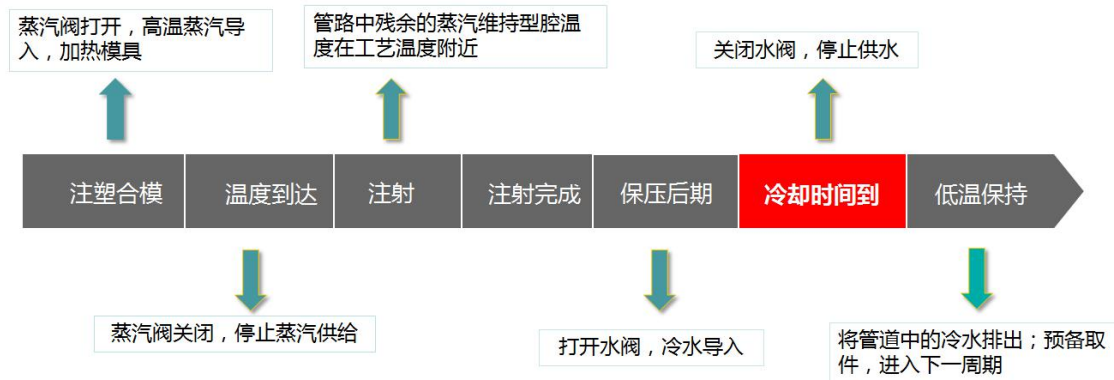 蒸汽阀打开，高温蒸汽导
入，加热模具
管路中残余的蒸汽维持型腔温
度在工艺温度附近
关闭水阀，停止供水
注塑合模
温度到达
注射
注射完成
保压后期
冷却时间到
低温保持
蒸汽阀关闭，停止蒸汽供给
打开水阀，冷水导入
将管道中的冷水排出；预备取
件，进入下一周期